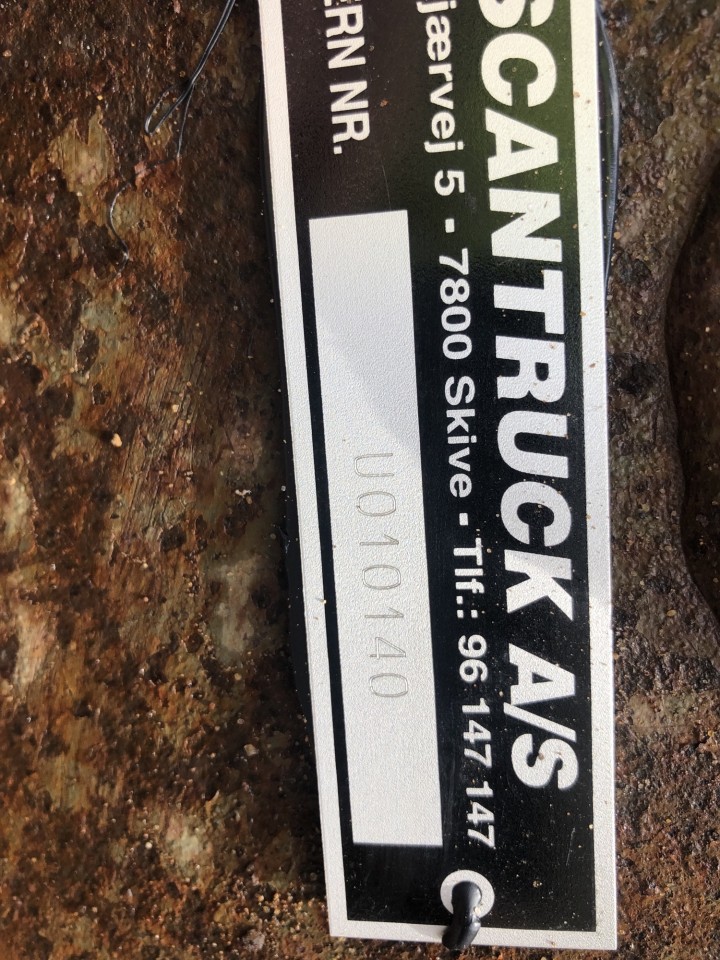 SCANTRUCK A/S
jærvej 5 - 7800 Skive - Tlf.: 96 147 147
ERN NR. U010140